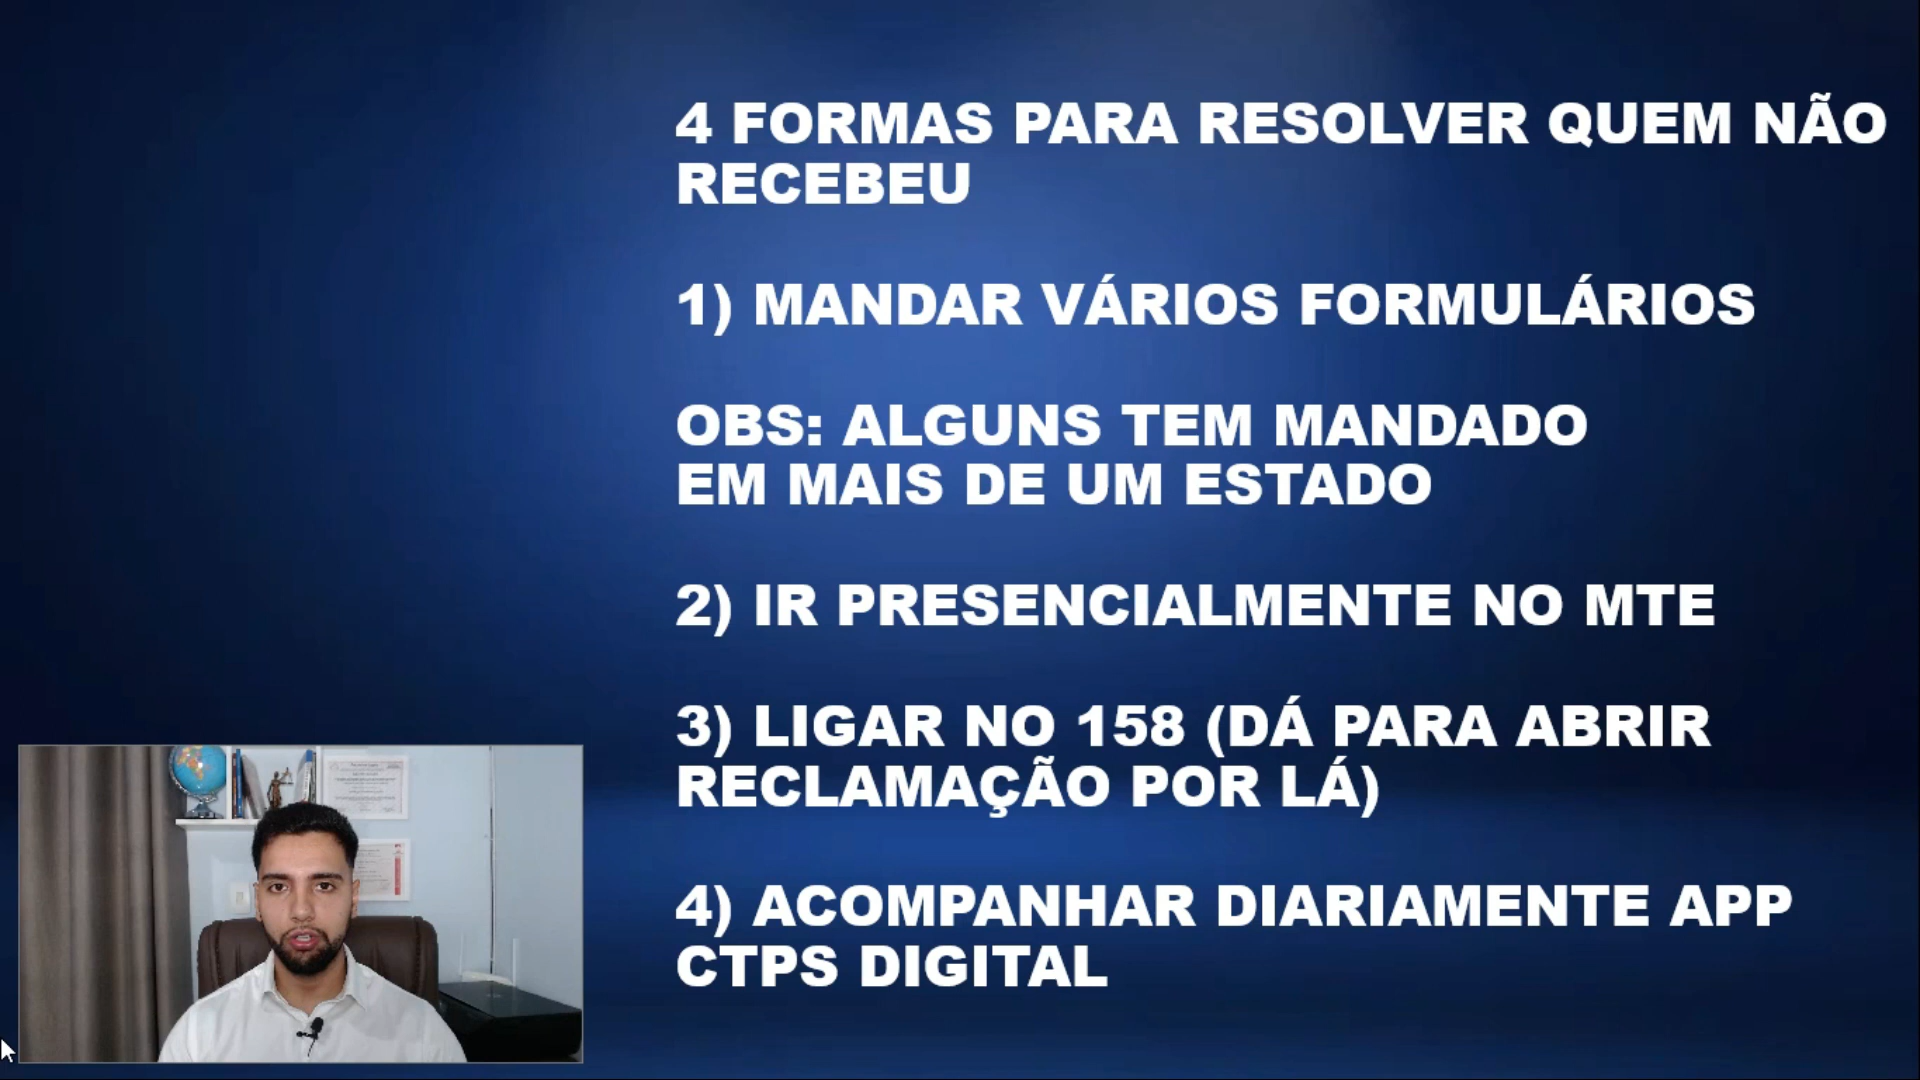 4 FORMAS PARA RESOLVER QUEM NÃO
RECEBEU
1) MANDAR VÁRIOS FORMULÁRIOS
OBS: ALGUNS TEM MANDADO
EM MAIS DE UM ESTADO
2) IR PRESENCIALMENTE NO MTE
3) LIGAR NO 158 (DÁ PARA ABRIR
RECLAMAÇÃO POR LÁ)
4) ACOMPANHAR DIARIAMENTE APP
CTPS DIGITAL